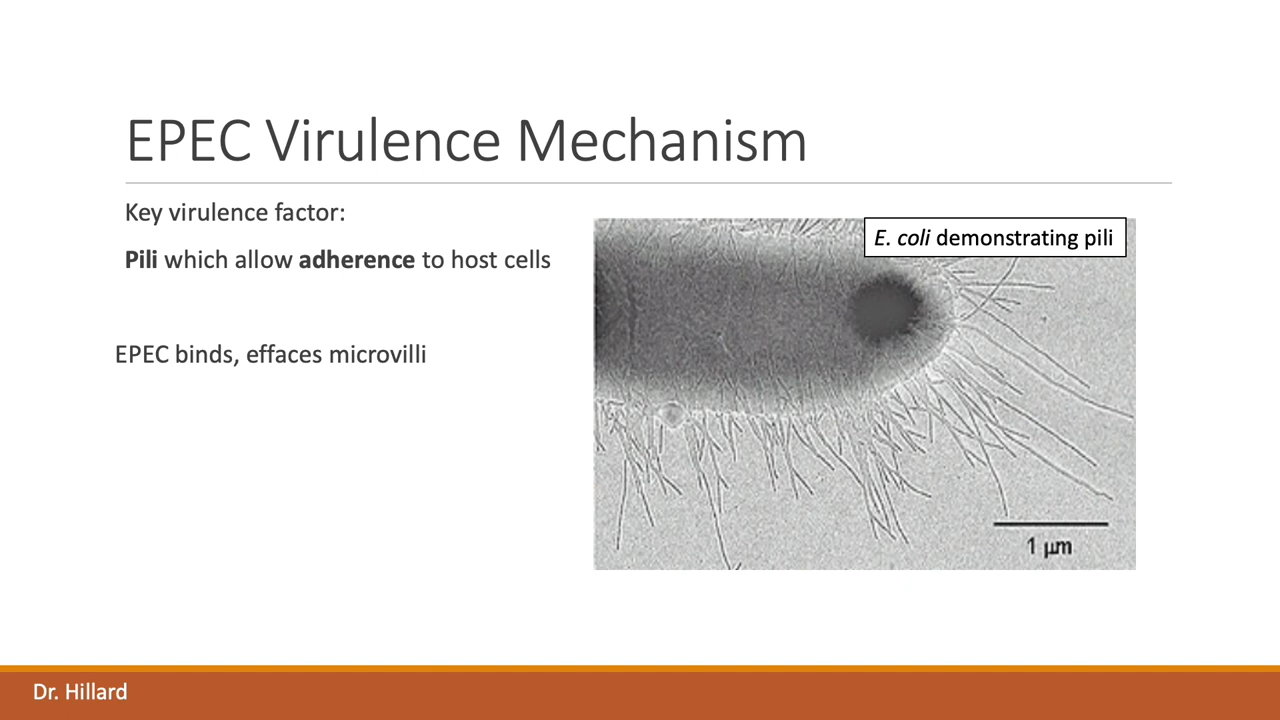 EPEC Virulence Mechanism
Key virulence factor:
Pili which allow adherence to host cells
EPEC binds, effaces microvilli
E. coli demonstrating pili
1 μm
Dr. Hillard